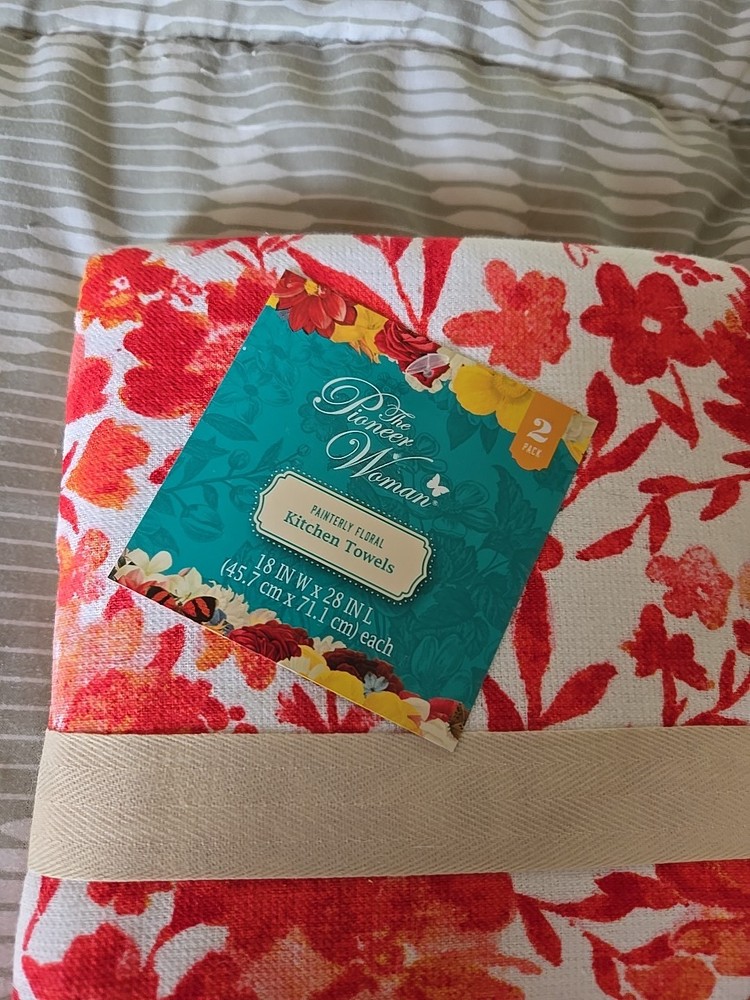 The
Pioneer
Woman®
2
PACK
PAINTERLY FLORAL
Kitchen Towels
18 IN W x 28 IN L
(45.7 cm x 71.1 cm) each